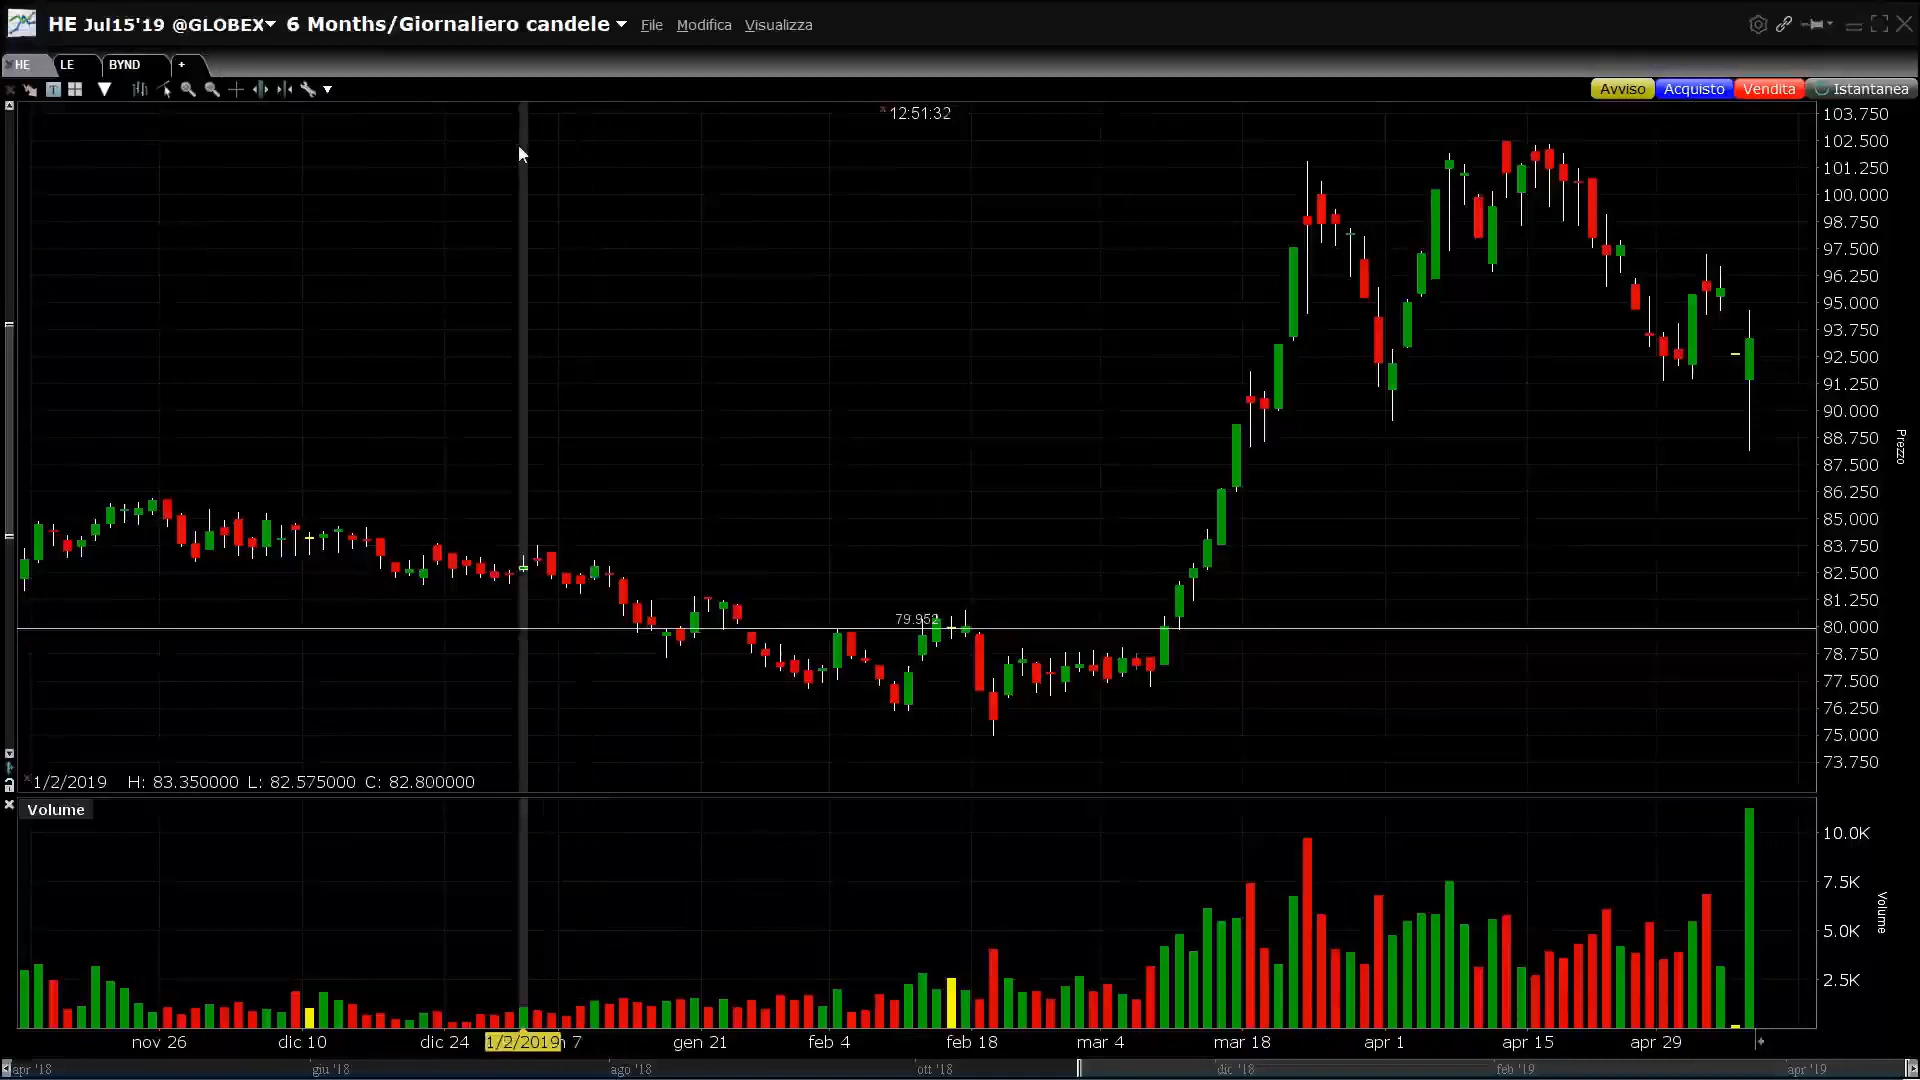 HE Jul15'19 @GLOBEX 6 Months/Giornaliero candele File Modifica Visualizza
HE LE BYND +
T Avviso Acquisto Vendita Istantanea
12:51:32
103.750
102.500
101.250
100.000
98.750
97.500
96.250
95.000
93.750
92.500
91.250
90.000
88.750
87.500
86.250
85.000
83.750
82.500
81.250
80.000
78.750
77.500
76.250
75.000
73.750
Prezzo
79.952
1/2/2019 H: 83.350000 L: 82.575000 C: 82.800000
Volume
10.0K
7.5K
5.0K
2.5K
Volume
nov 26 dic 10 dic 24 1/2/2019 7 gen 21 feb 4 feb 18 mar 4 mar 18 apr 1 apr 15 apr 29
apr '18 giu '18 ago '18 ott '18 dic '18 feb '19 apr '19